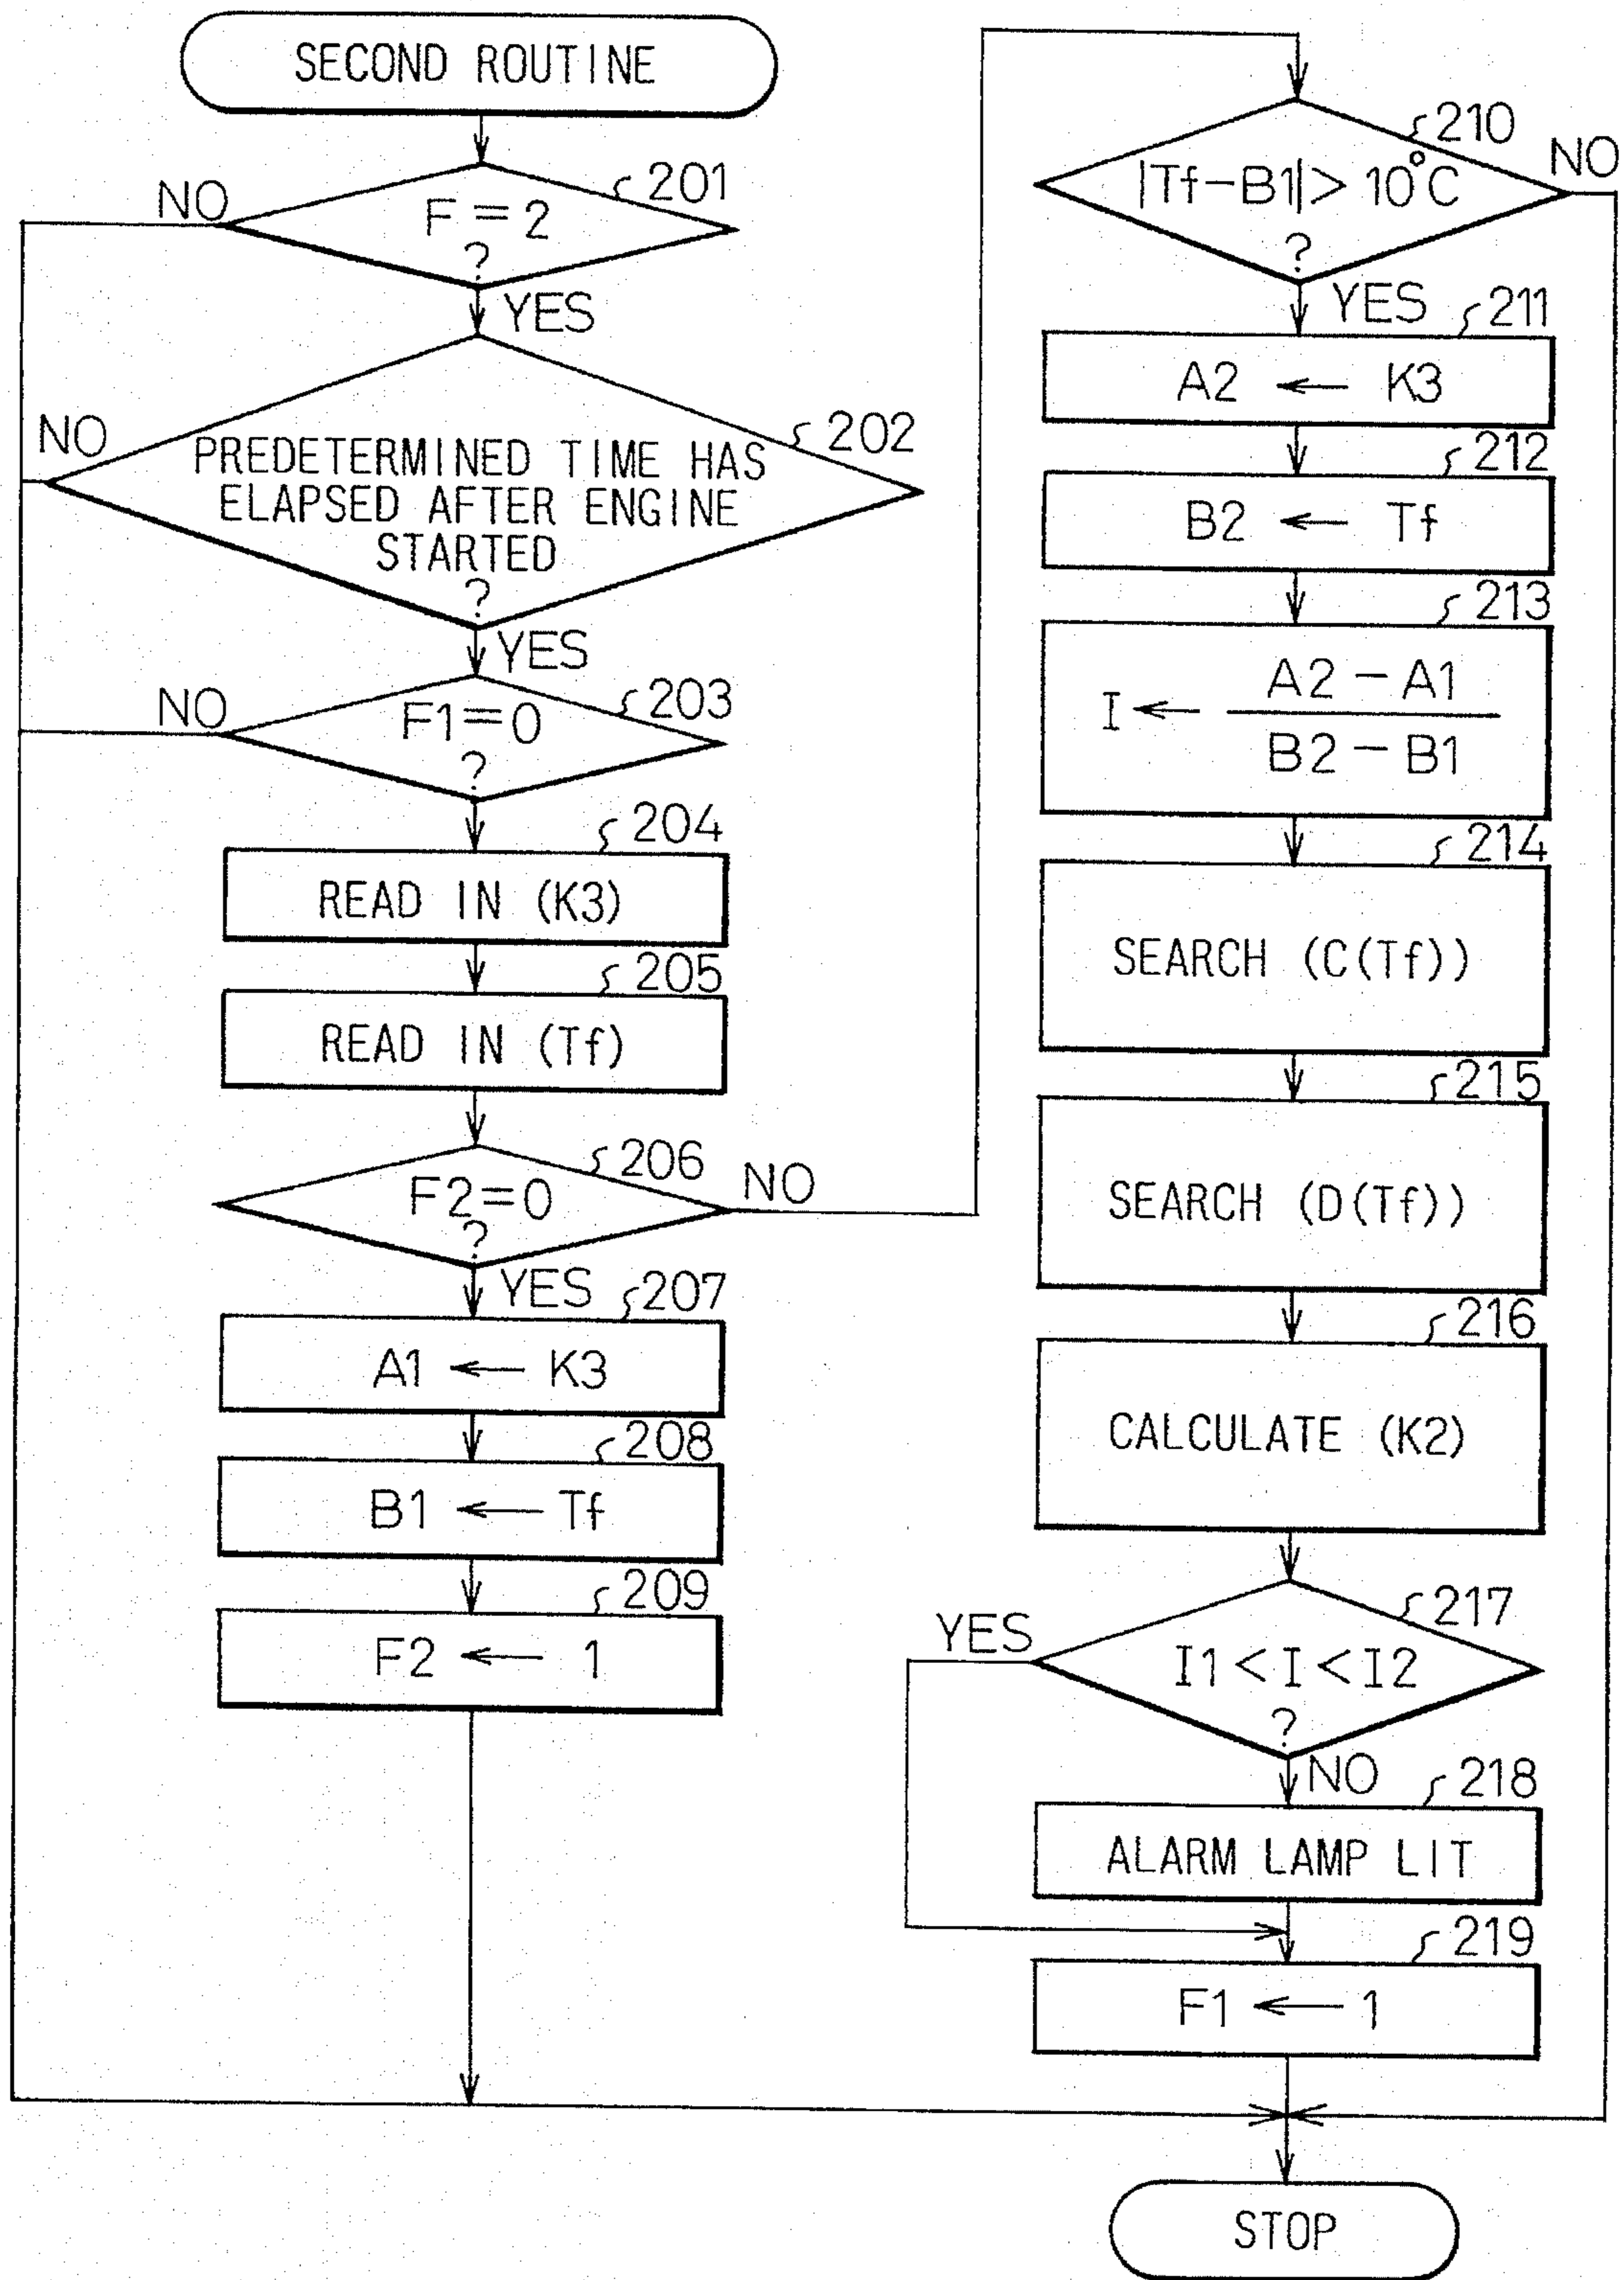 SECOND ROUTINE
201
NO
F = 2
?
YES
202
NO
PREDETERMINED TIME HAS
ELAPSED AFTER ENGINE
STARTED
?
YES
203
NO
F1=0
?
204
READ IN (K3)
205
READ IN (Tf)
206
F2=0
NO
?
YES
207
A1 ← K3
208
B1 ← Tf
209
F2 ← 1
210
NO
|Tf-B1| > 10°C
?
YES
211
A2 ← K3
212
B2 ← Tf
213
A2 - A1
I ←
B2 - B1
214
SEARCH (C(Tf))
215
SEARCH (D(Tf))
216
CALCULATE (K2)
217
YES
I1 < I < I2
?
NO
218
ALARM LAMP LIT
219
F1 ← 1
STOP